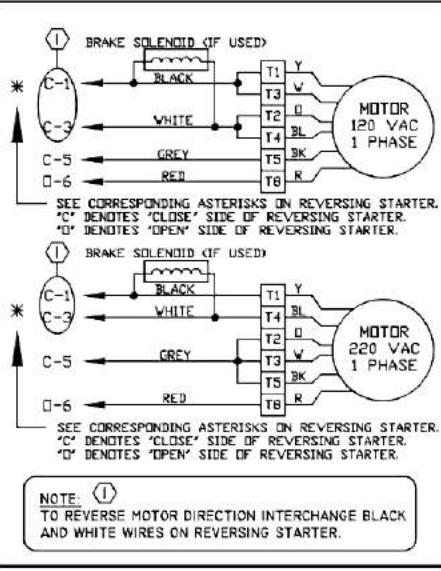 1 BRAKE SOLENOID (IF USED)
* C-1 BLACK T1 Y
T3 W
C-3 WHITE T2 O
T4 BL
C-5 GREY T5 BK
O-6 RED T8 R
MOTOR
120 VAC
1 PHASE
SEE CORRESPONDING ASTERISKS ON REVERSING STARTER.
"C" DENOTES "CLOSE" SIDE OF REVERSING STARTER.
"O" DENOTES "OPEN" SIDE OF REVERSING STARTER.
1 BRAKE SOLENOID (IF USED)
* C-1 BLACK T1 Y
C-3 WHITE T4 BL
T2 O
C-5 GREY T3 W
T5 BK
O-6 RED T8 R
MOTOR
220 VAC
1 PHASE
SEE CORRESPONDING ASTERISKS ON REVERSING STARTER.
"C" DENOTES "CLOSE" SIDE OF REVERSING STARTER.
"O" DENOTES "OPEN" SIDE OF REVERSING STARTER.
NOTE: 1
TO REVERSE MOTOR DIRECTION INTERCHANGE BLACK
AND WHITE WIRES ON REVERSING STARTER.